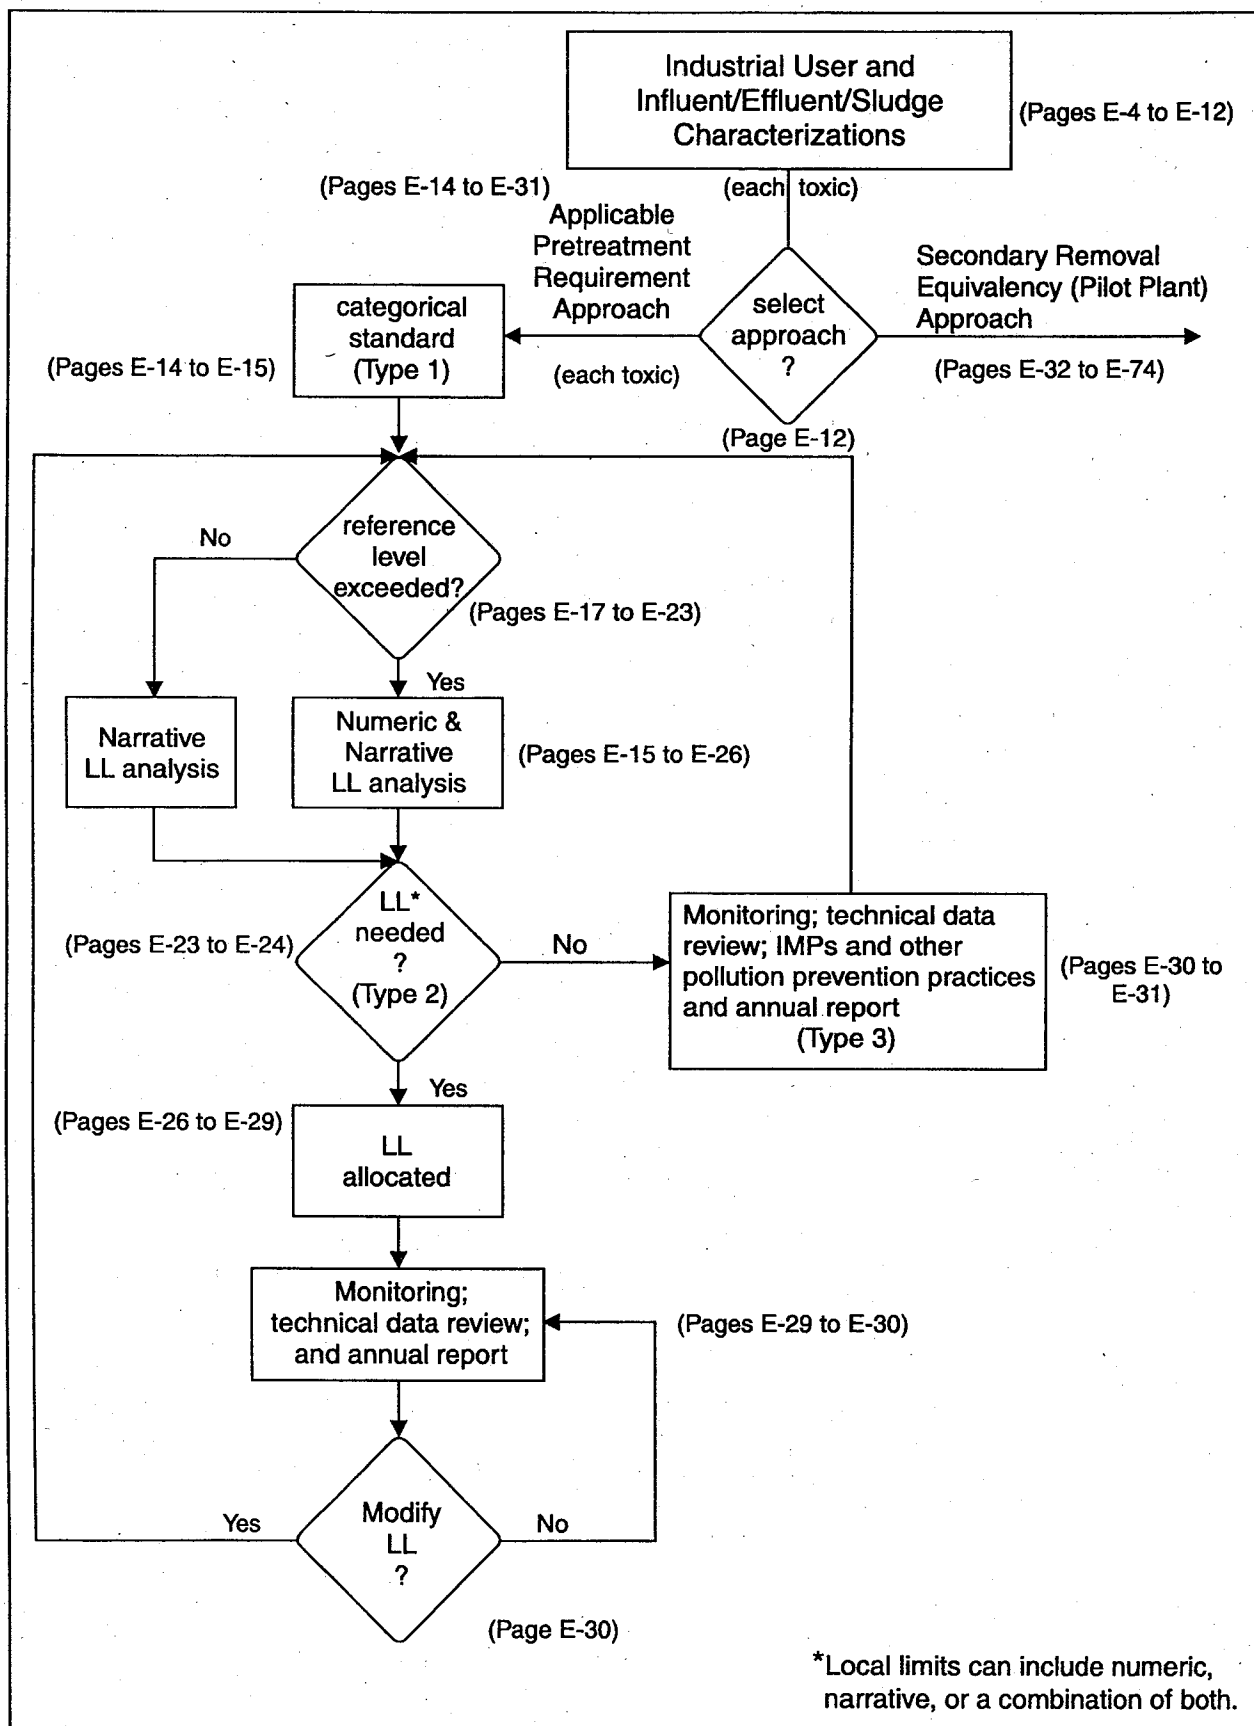 Industrial User and
Influent/Effluent/Sludge
Characterizations
(Pages E-4 to E-12)
(Pages E-14 to E-31)
(each toxic)
Applicable
Pretreatment
Requirement
Approach
Secondary Removal
Equivalency (Pilot Plant)
Approach
select
approach
?
categorical
standard
(Type 1)
(Pages E-14 to E-15)
(each toxic)
(Pages E-32 to E-74)
(Page E-12)
No
reference
level
exceeded?
(Pages E-17 to E-23)
Yes
Narrative
LL analysis
Numeric &
Narrative
LL analysis
(Pages E-15 to E-26)
LL*
needed
?
(Type 2)
(Pages E-23 to E-24)
No
Monitoring; technical data
review; IMPs and other
pollution prevention practices
and annual report
(Type 3)
(Pages E-30 to
E-31)
Yes
(Pages E-26 to E-29)
LL
allocated
Monitoring;
technical data review;
and annual report
(Pages E-29 to E-30)
Yes
Modify
LL
?
No
(Page E-30)
*Local limits can include numeric,
narrative, or a combination of both.